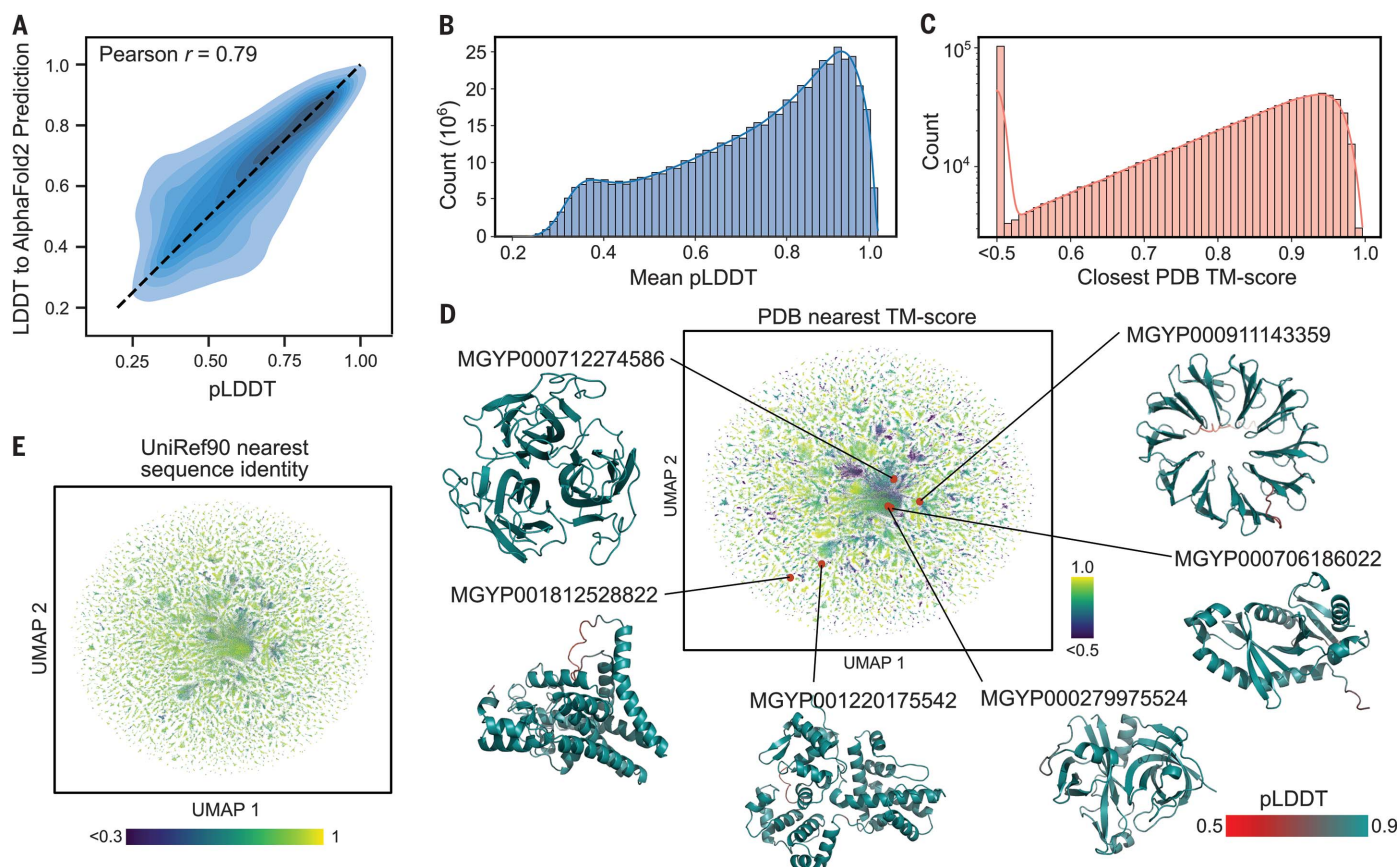 A
Pearson r = 0.79
LDDT to AlphaFold2 Prediction
1.0
0.8
0.6
0.4
0.2
0.25
0.50
0.75
1.00
pLDDT
B
Count (10⁶)
25
20
15
10
5
0
0.2
0.4
0.6
0.8
1.0
Mean pLDDT
C
Count
10⁵
10⁴
<0.5
0.6
0.7
0.8
0.9
1.0
Closest PDB TM-score
D
PDB nearest TM-score
MGYP000712274586
MGYP000911143359
MGYP001812528822
MGYP000706186022
MGYP001220175542
MGYP000279975524
UMAP 2
UMAP 1
1.0
<0.5
pLDDT
0.5
0.9
E
UniRef90 nearest
sequence identity
UMAP 2
UMAP 1
<0.3
1